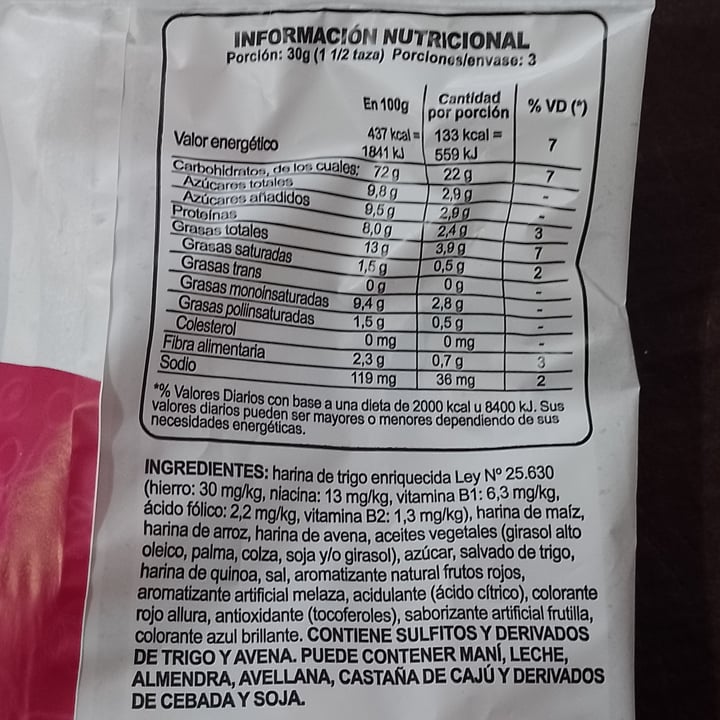 INFORMACIÓN NUTRICIONAL
Porción: 30g (1 1/2 taza) Porciones/envase: 3
En 100g Cantidad por porción % VD (*)
Valor energético 437 kcal = 1841 kJ 133 kcal = 559 kJ 7
Carbohidratos, de los cuales: 72 g 22 g 7
Azúcares totales 9,8 g 2,9 g -
Azúcares añadidos 9,5 g 2,9 g -
Proteínas 8,0 g 2,4 g 3
Grasas totales 13 g 3,9 g 7
Grasas saturadas 1,5 g 0,5 g 2
Grasas trans 0 g 0 g -
Grasas monoinsaturadas 9,4 g 2,8 g -
Grasas poliinsaturadas 1,5 g 0,5 g -
Colesterol 0 mg 0 mg -
Fibra alimentaria 2,3 g 0,7 g 3
Sodio 119 mg 36 mg 2
*% Valores Diarios con base a una dieta de 2000 kcal u 8400 kJ. Sus
valores diarios pueden ser mayores o menores dependiendo de sus
necesidades energéticas.
INGREDIENTES: harina de trigo enriquecida Ley Nº 25.630
(hierro: 30 mg/kg, niacina: 13 mg/kg, vitamina B1: 6,3 mg/kg,
ácido fólico: 2,2 mg/kg, vitamina B2: 1,3 mg/kg), harina de maíz,
harina de arroz, harina de avena, aceites vegetales (girasol alto
oleico, palma, colza, soja y/o girasol), azúcar, salvado de trigo,
harina de quinoa, sal, aromatizante natural frutos rojos,
aromatizante artificial melaza, acidulante (ácido cítrico), colorante
rojo allura, antioxidante (tocoferoles), saborizante artificial frutilla,
colorante azul brillante. CONTIENE SULFITOS Y DERIVADOS
DE TRIGO Y AVENA. PUEDE CONTENER MANÍ, LECHE,
ALMENDRA, AVELLANA, CASTAÑA DE CAJÚ Y DERIVADOS
DE CEBADA Y SOJA.